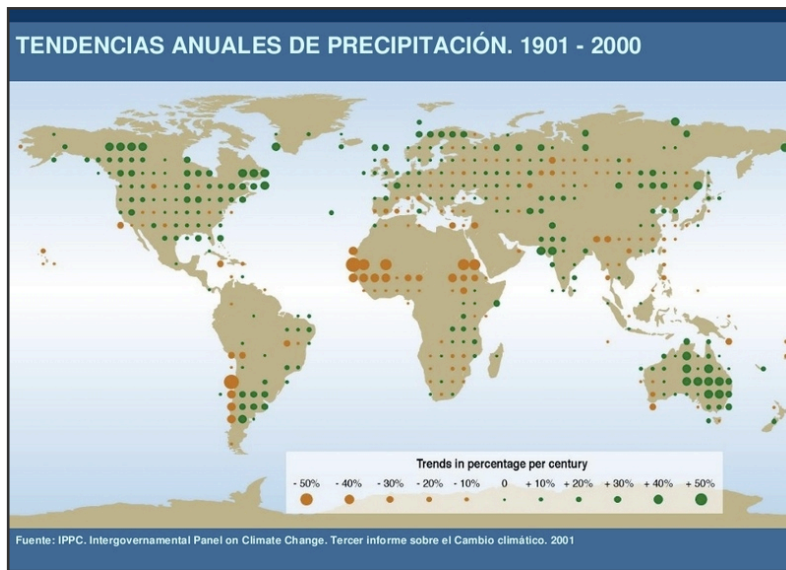 TENDENCIAS ANUALES DE PRECIPITACIÓN. 1901 - 2000
Trends in percentage per century
- 50% - 40% - 30% - 20% - 10% 0 + 10% + 20% + 30% + 40% + 50%
Fuente: IPPC. Intergovernamental Panel on Climate Change. Tercer informe sobre el Cambio climático. 2001